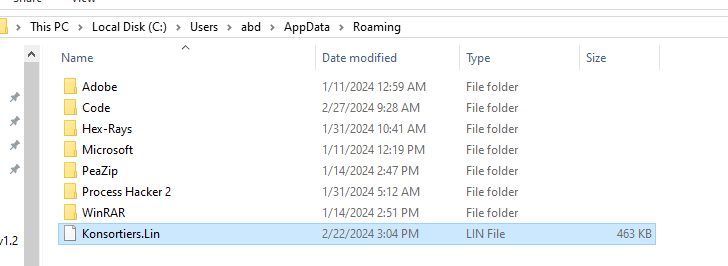 This PC > Local Disk (C:) > Users > abd > AppData > Roaming
Name Date modified Type Size
Adobe 1/11/2024 12:59 AM File folder
Code 2/27/2024 9:28 AM File folder
Hex-Rays 1/31/2024 10:41 AM File folder
Microsoft 1/11/2024 12:19 PM File folder
PeaZip 1/14/2024 2:47 PM File folder
Process Hacker 2 1/31/2024 5:12 AM File folder
WinRAR 1/14/2024 2:51 PM File folder
v1.2 Konsortiers.Lin 2/22/2024 3:04 PM LIN File 463 KB